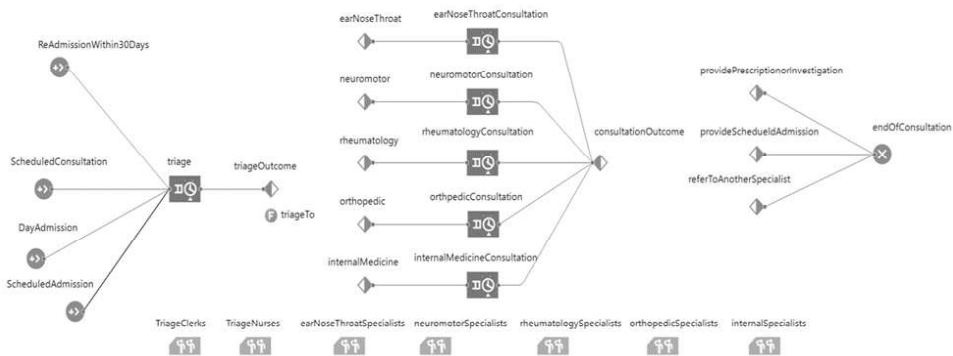 earNoseThroat
earNoseThroatConsultation
ReAdmissionWithin30Days
neuromotor
neuromotorConsultation
providePrescriptionorInvestigation
ScheduledConsultation
triage
triageOutcome
rheumatology
rheumatologyConsultation
consultationOutcome
provideSchedueldAdmission
endOfConsultation
referToAnotherSpecialist
DayAdmission
F triageTo
orthopedic
orthpedicConsultation
ScheduledAdmission
internalMedicine
internalMedicineConsultation
TriageClerks
TriageNurses
earNoseThroatSpecialists
neuromotorSpecialists
rheumatologySpecialists
orthopedicSpecialists
internalSpecialists